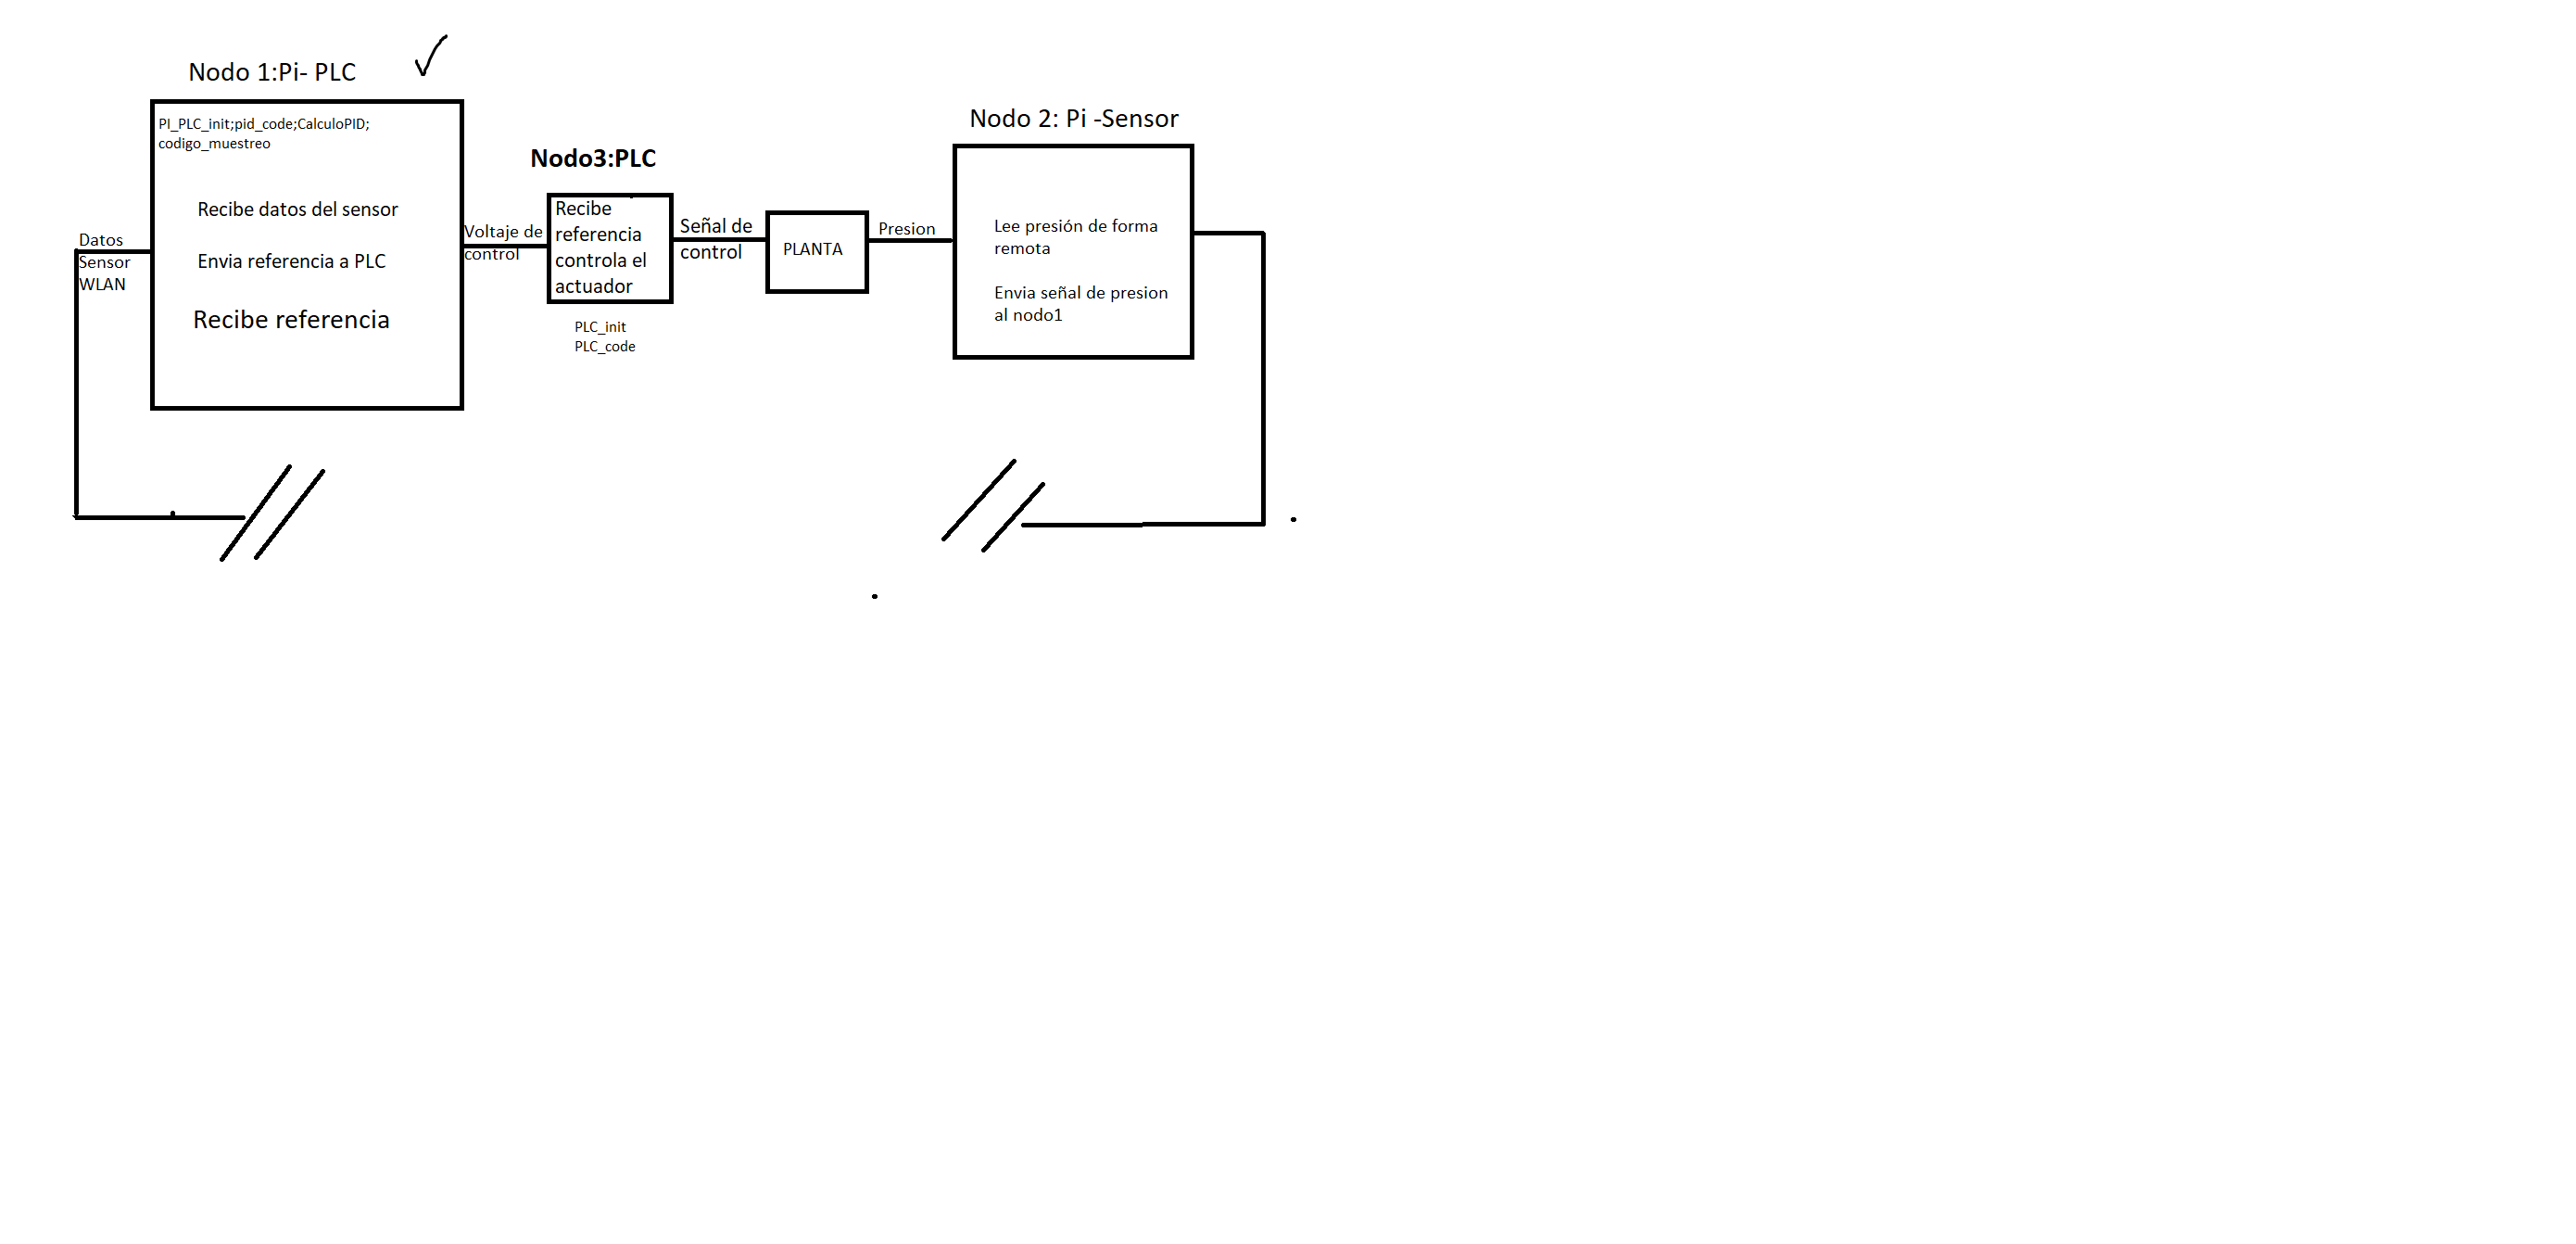 Nodo 1:Pi- PLC
PI_PLC_init;pid_code;CalculoPID;
codigo_muestreo
Recibe datos del sensor
Envia referencia a PLC
Recibe referencia
Datos
Sensor
WLAN
Voltaje de
control
Nodo3:PLC
Recibe
referencia
controla el
actuador
PLC_init
PLC_code
Señal de
control
PLANTA
Presion
Nodo 2: Pi -Sensor
Lee presión de forma
remota
Envia señal de presion
al nodo1